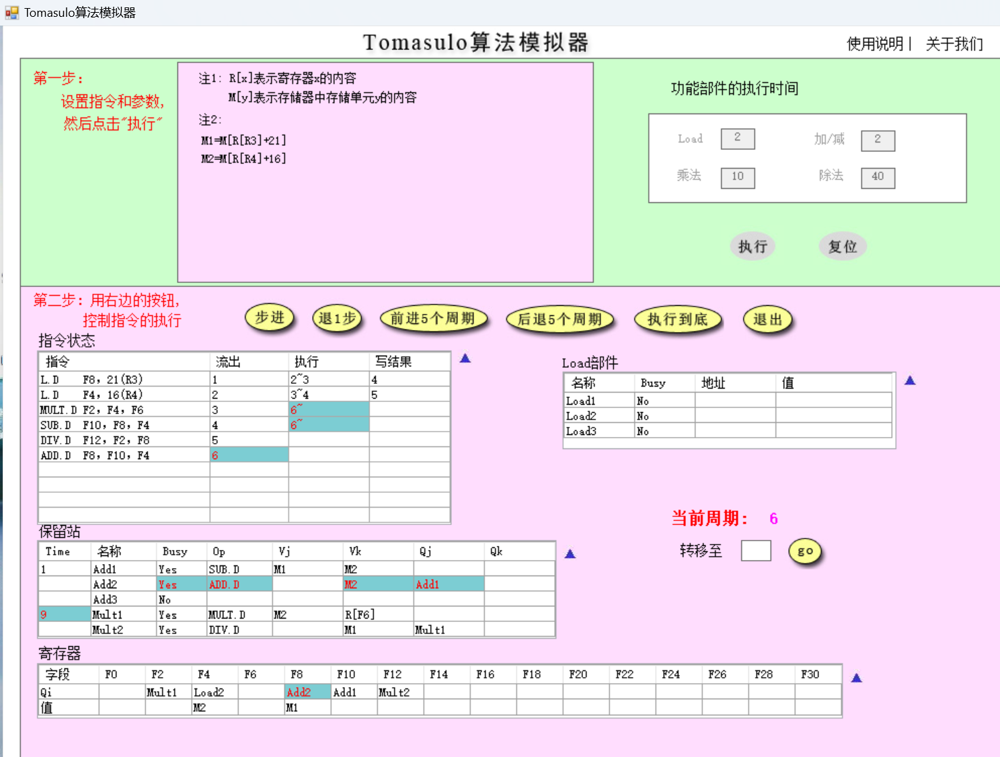 Tomasulo算法模拟器
Tomasulo算法模拟器
使用说明 | 关于我们
第一步：
设置指令和参数，
然后点击"执行"
注1: R[x]表示寄存器x的内容
M[y]表示存储器中存储单元y的内容
注2:
M1=M[R[R3]+21]
M2=M[R[R4]+16]
功能部件的执行时间
Load 2 加/减 2
乘法 10 除法 40
执行 复位
第二步：用右边的按钮，
控制指令的执行
步进 退1步 前进5个周期 后退5个周期 执行到底 退出
指令状态
指令 流出 执行 写结果
L.D F8, 21(R3) 1 2~3 4
L.D F4, 16(R4) 2 3~4 5
MULT.D F2, F4, F6 3 6~
SUB.D F10, F8, F4 4 6~
DIV.D F12, F2, F8 5
ADD.D F8, F10, F4 6
Load部件
名称 Busy 地址 值
Load1 No
Load2 No
Load3 No
当前周期： 6
转移至 go
保留站
Time 名称 Busy Op Vj Vk Qj Qk
1 Add1 Yes SUB.D M1 M2
Add2 Yes ADD.D M2 Add1
Add3 No
9 Mult1 Yes MULT.D M2 R[F6]
Mult2 Yes DIV.D M1 Mult1
寄存器
字段 F0 F2 F4 F6 F8 F10 F12 F14 F16 F18 F20 F22 F24 F26 F28 F30
Qi Mult1 Load2 Add2 Add1 Mult2
值 M2 M1